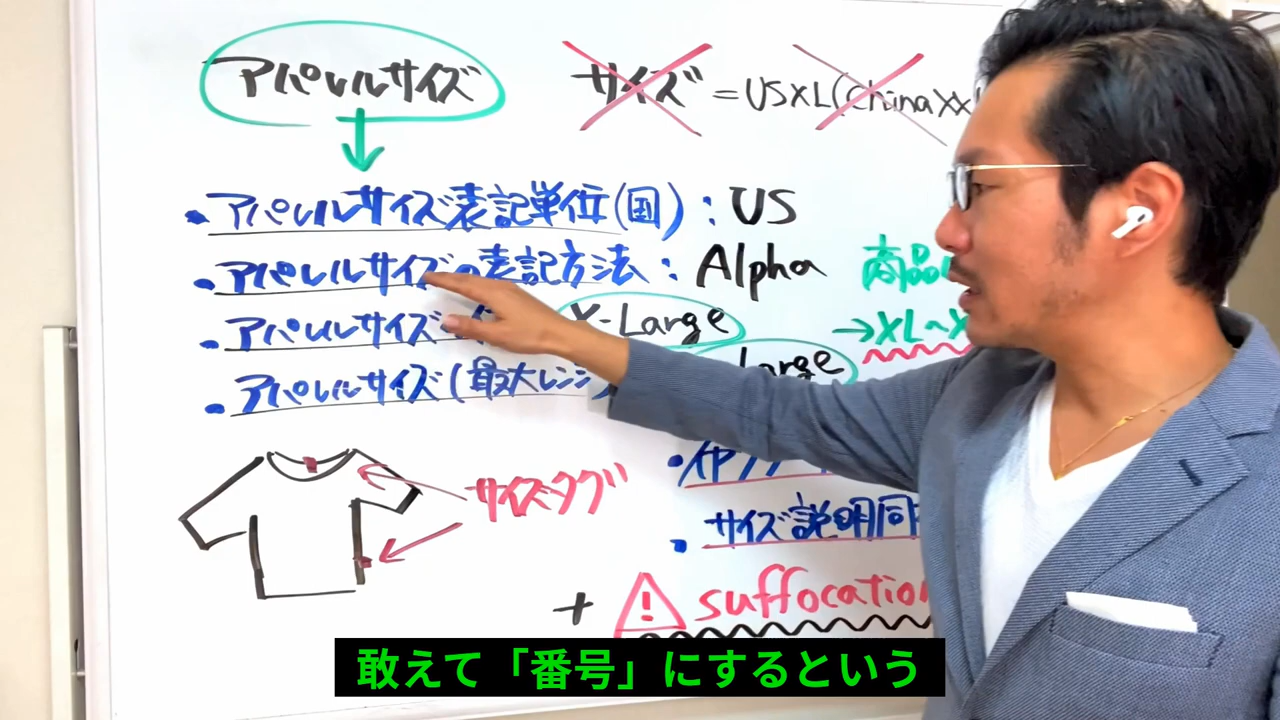 アパレルサイズ
サイズ = US XL (China XX
・アパレルサイズ表記単位(国) : US
・アパレルサイズの表記方法 : Alpha
・アパレルサイズ X-Large
・アパレルサイズ(最大レンジ Large
商品
→XL~X
サイズタグ
サイズ説明同
+ ! suffocation
敢えて「番号」にするという